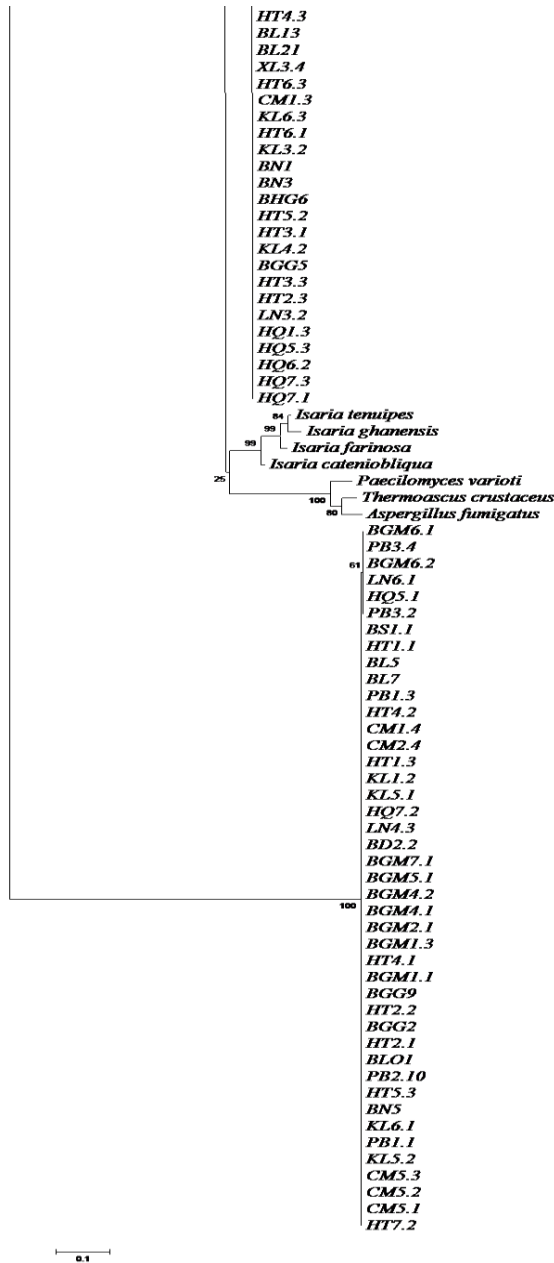 HT4.3
BL13
BL21
XL3.4
HT6.3
CM1.3
KL6.3
HT6.1
KL3.2
BN1
BN3
BHG6
HT5.2
HT3.1
KL4.2
BGG5
HT3.3
HT2.3
LN3.2
HQ1.3
HQ5.3
HQ6.2
HQ7.3
HQ7.1
84 Isaria tenuipes
99 Isaria ghanensis
Isaria farinosa
99
Isaria cateniobliqua
25
Paecilomyces varioti
100 Thermoascus crustaceus
80 Aspergillus fumigatus
BGM6.1
PB3.4
61 BGM6.2
LN6.1
HQ5.1
PB3.2
BS1.1
HT1.1
BL5
BL7
PB1.3
HT4.2
CM1.4
CM2.4
HT1.3
KL1.2
KL5.1
HQ7.2
LN4.3
BD2.2
BGM7.1
BGM5.1
BGM4.2
100 BGM4.1
BGM2.1
BGM1.3
HT4.1
BGM1.1
BGG9
HT2.2
BGG2
HT2.1
BLO1
PB2.10
HT5.3
BN5
KL6.1
PB1.1
KL5.2
CM5.3
CM5.2
CM5.1
HT7.2
0.1